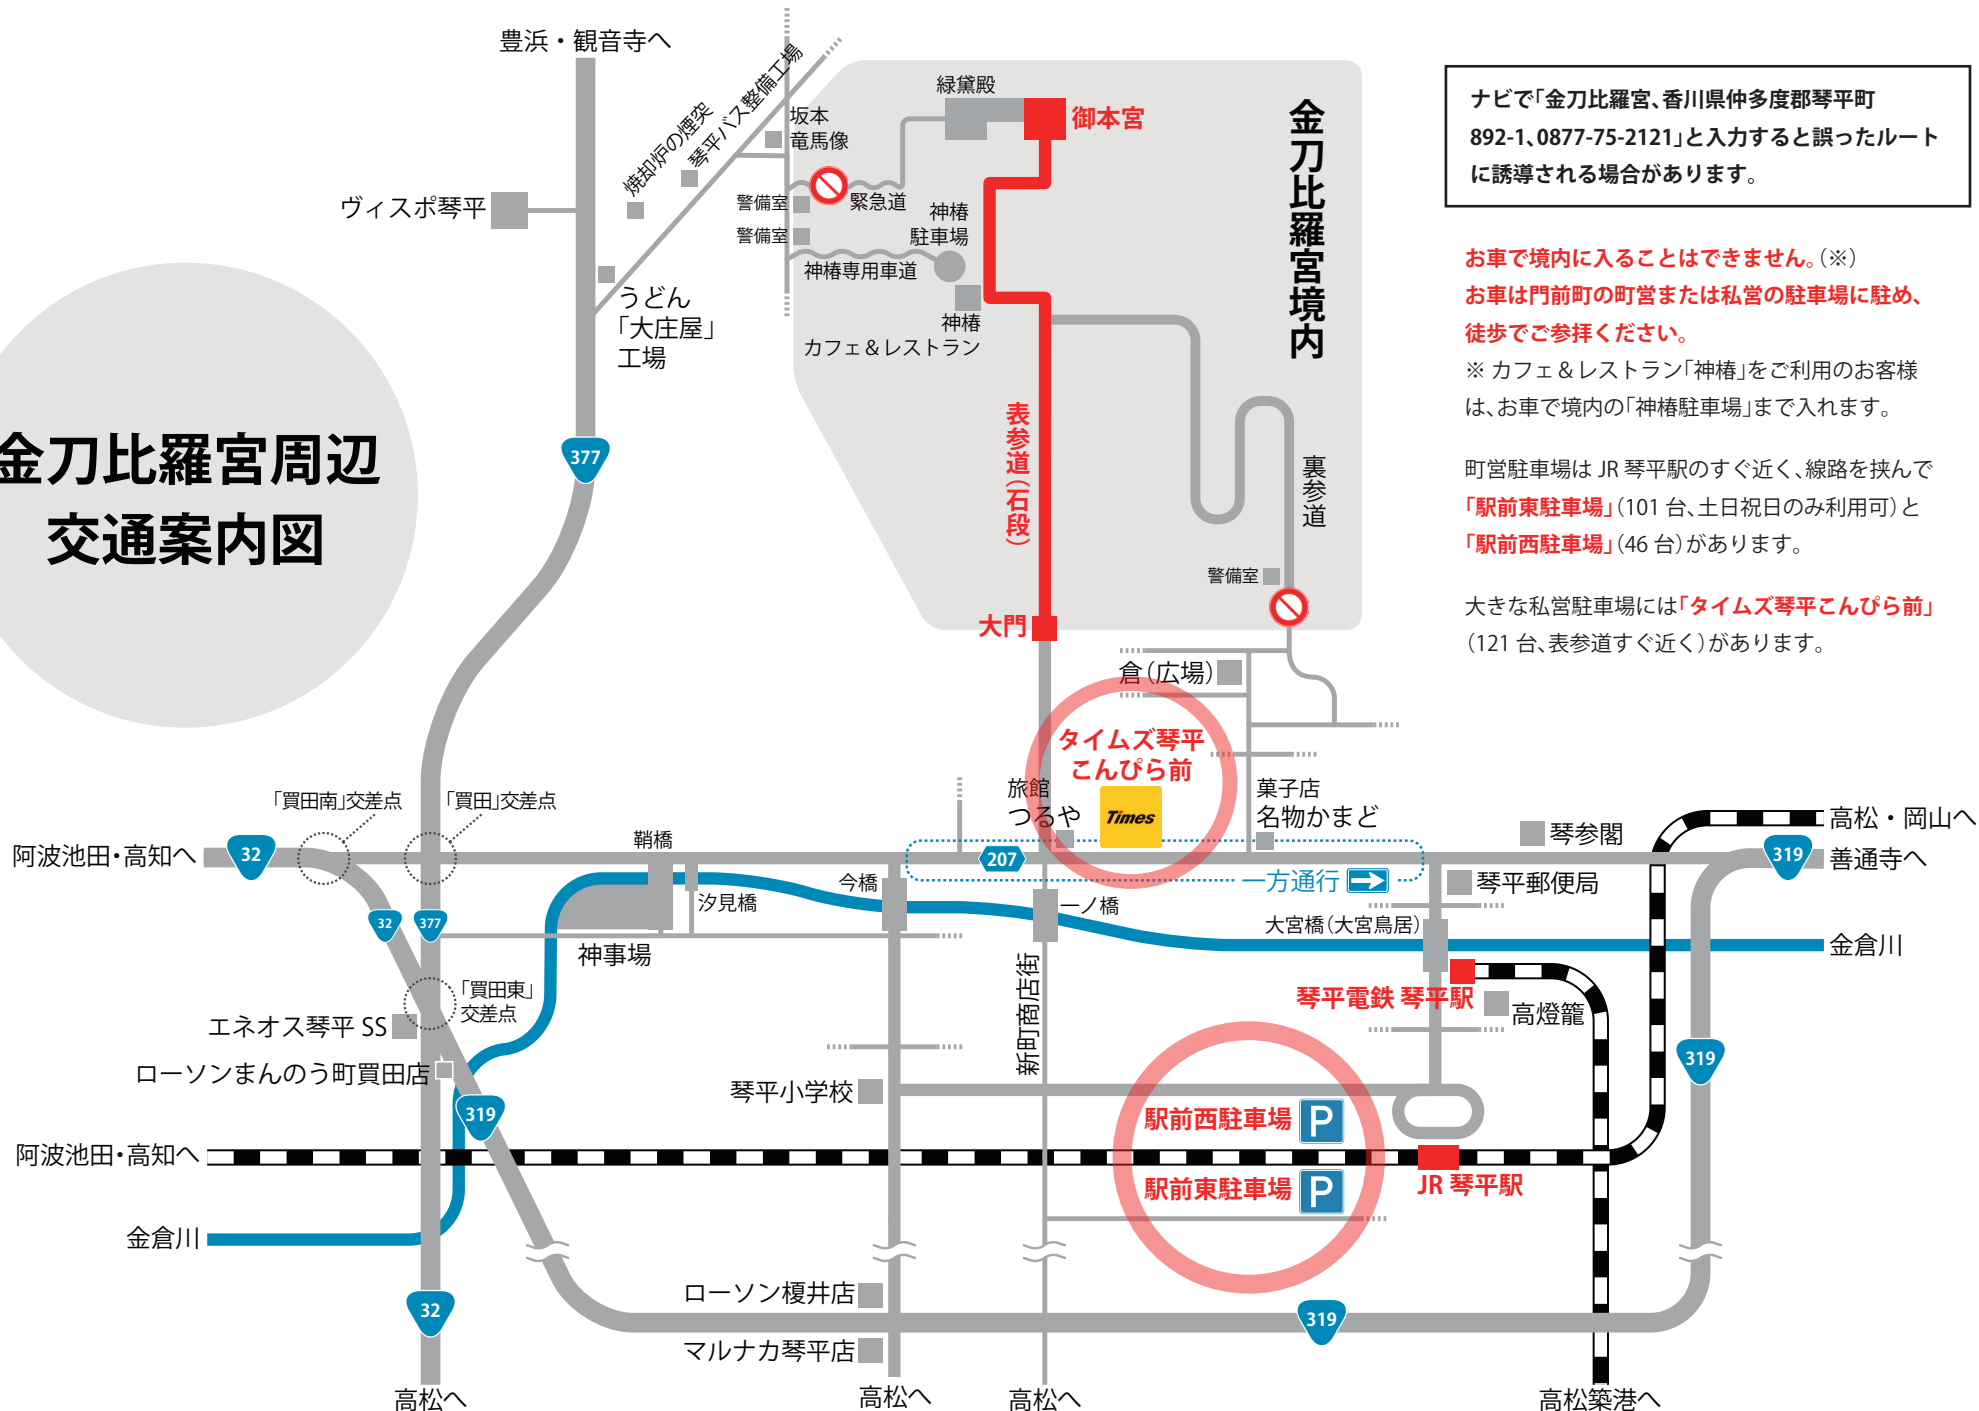 金刀比羅宮周辺
交通案内図
豊浜・観音寺へ
ヴィスポ琴平
焼却炉の煙突
琴平バス整備工場
うどん
「大庄屋」
工場
377
坂本
竜馬像
警備室
警備室
緊急道
神椿専用車道
緑黛殿
御本宮
神椿
駐車場
神椿
カフェ＆レストラン
金刀比羅宮境内
表参道（石段）
裏参道
警備室
大門
ナビで「金刀比羅宮、香川県仲多度郡琴平町
892-1、0877-75-2121」と入力すると誤ったルート
に誘導される場合があります。
お車で境内に入ることはできません。（※）
お車は門前町の町営または私営の駐車場に駐め、
徒歩でご参拝ください。
※ カフェ＆レストラン「神椿」をご利用のお客様
は、お車で境内の「神椿駐車場」まで入れます。
町営駐車場は JR 琴平駅のすぐ近く、線路を挟んで
「駅前東駐車場」（101 台、土日祝日のみ利用可）と
「駅前西駐車場」（46 台）があります。
大きな私営駐車場には「タイムズ琴平こんぴら前」
（121 台、表参道すぐ近く）があります。
倉（広場）
タイムズ琴平
こんぴら前
Times
旅館
つるや
菓子店
名物かまど
「買田南」交差点
「買田」交差点
阿波池田・高知へ
32
鞘橋
汐見橋
今橋
207
一ノ橋
一方通行
琴参閣
琴平郵便局
大宮橋（大宮鳥居）
高松・岡山へ
319
善通寺へ
金倉川
32
377
神事場
「買田東」
交差点
エネオス琴平 SS
ローソンまんのう町買田店
319
新町商店街
琴平電鉄 琴平駅
高燈籠
319
琴平小学校
駅前西駐車場
P
阿波池田・高知へ
駅前東駐車場
P
JR 琴平駅
金倉川
32
ローソン榎井店
マルナカ琴平店
319
高松へ
高松へ
高松へ
高松築港へ